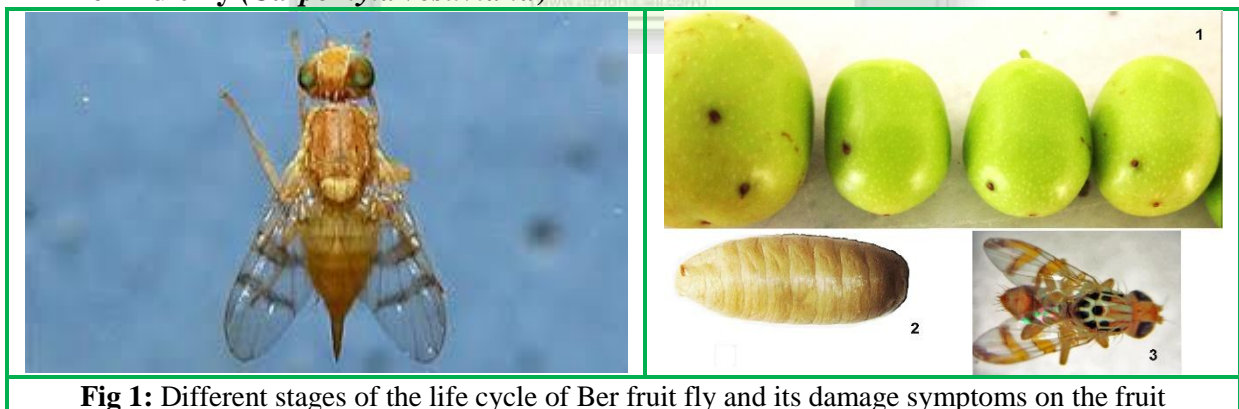 1
2
3
Fig 1: Different stages of the life cycle of Ber fruit fly and its damage symptoms on the fruit